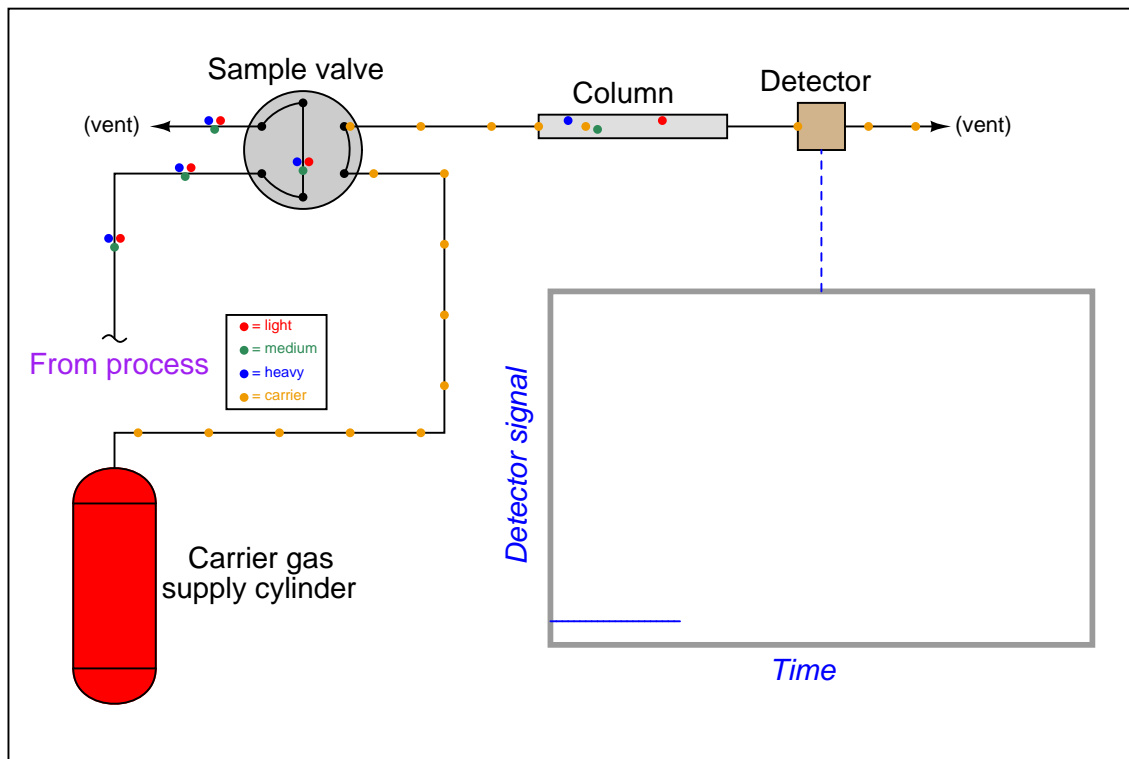 Sample valve
Column
Detector
(vent)
(vent)
= light
= medium
= heavy
= carrier
From process
Detector signal
Carrier gas
supply cylinder
Time